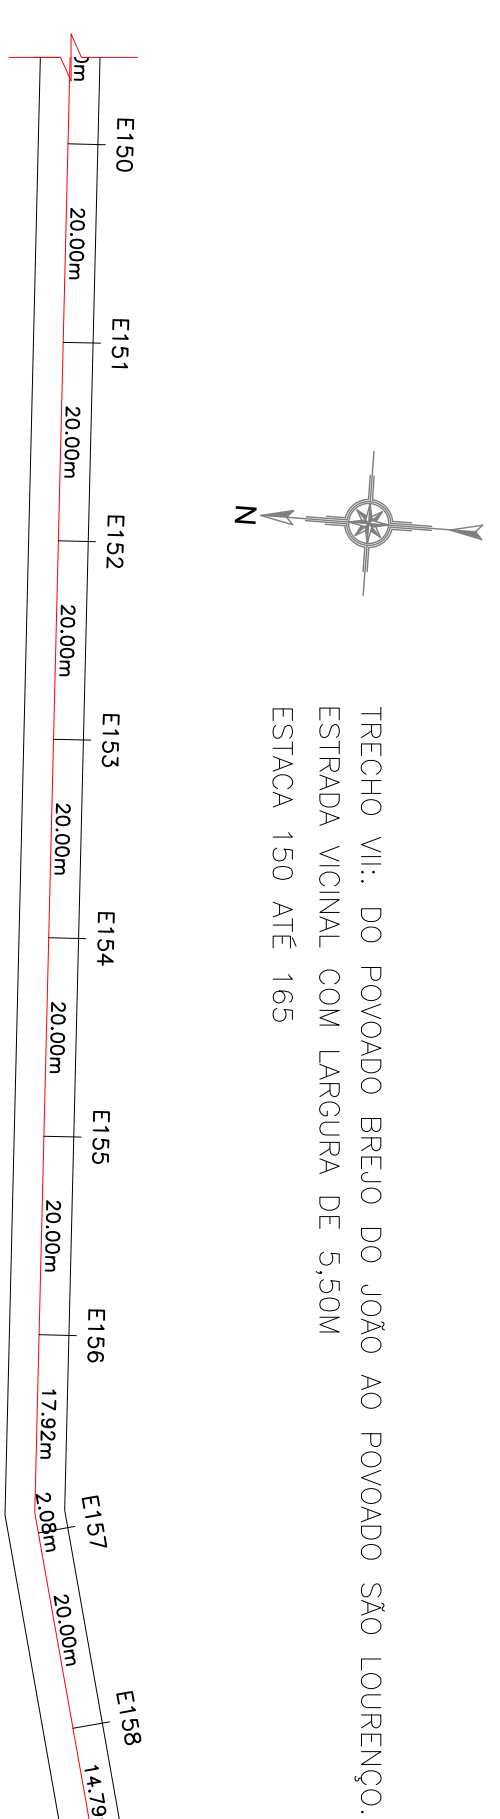 TRECHO VII:. DO POVOADO BREJO DO JOÃO AO POVOADO SÃO LOURENÇO.
ESTRADA VICINAL COM LARGURA DE 5,50M
ESTACA 150 ATÉ 165
N
E150
20.00m
E151
20.00m
E152
20.00m
E153
20.00m
E154
20.00m
E155
20.00m
E156
17.92m
2.08m
E157
20.00m
E158
14.79